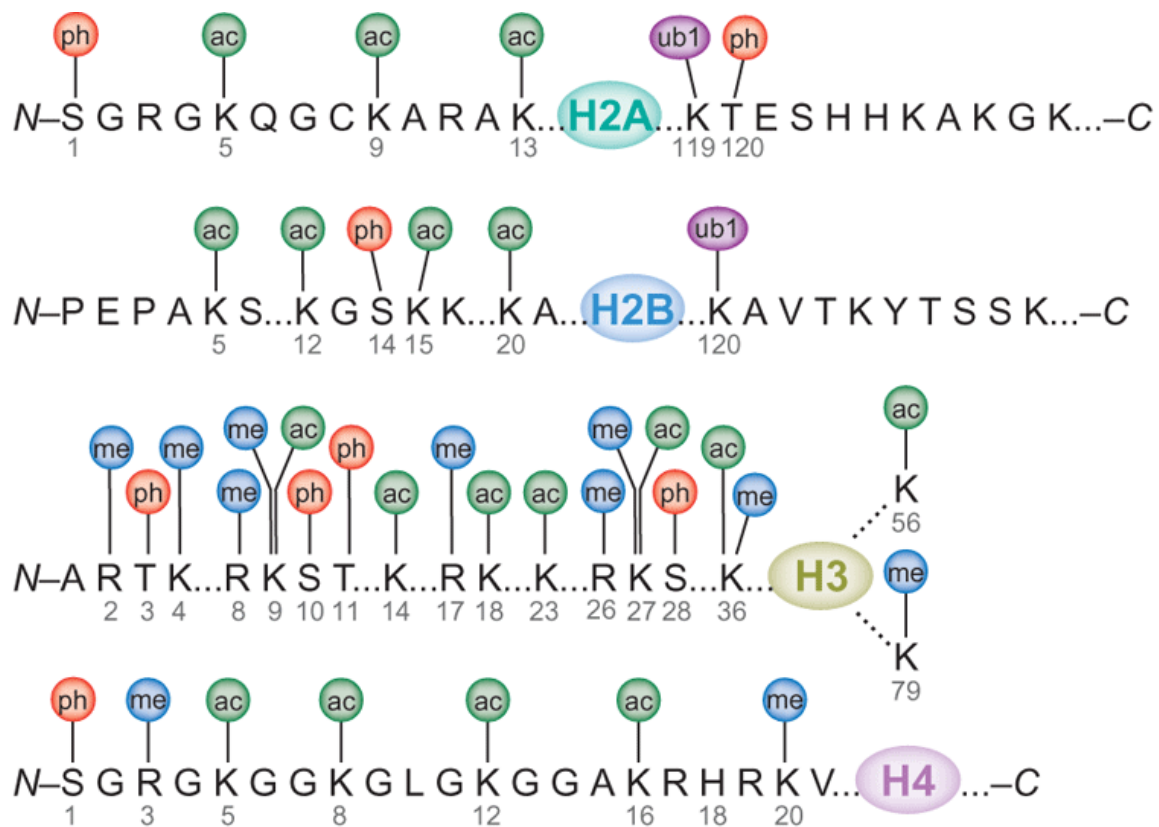 ph ac ac ac ub1 ph
N–S G R G K Q G C K A R A K... H2A ...K T E S H H K A K G K...–C
1 5 9 13 119 120
ac ac ph ac ac ub1
N–P E P A K S...K G S K K...K A... H2B ...K A V T K Y T S S K...–C
5 12 14 15 20 120
me ph me me me ac ph ph ac me ac ac me me ac ph ac me ac
K
56
N–A R T K...R K S T...K...R K...K...R K S...K... H3 me
2 3 4 8 9 10 11 14 17 18 23 26 27 28 36
K
79
ph me ac ac ac ac me
N–S G R G K G G K G L G K G G A K R H R K V... H4 ...–C
1 3 5 8 12 16 18 20